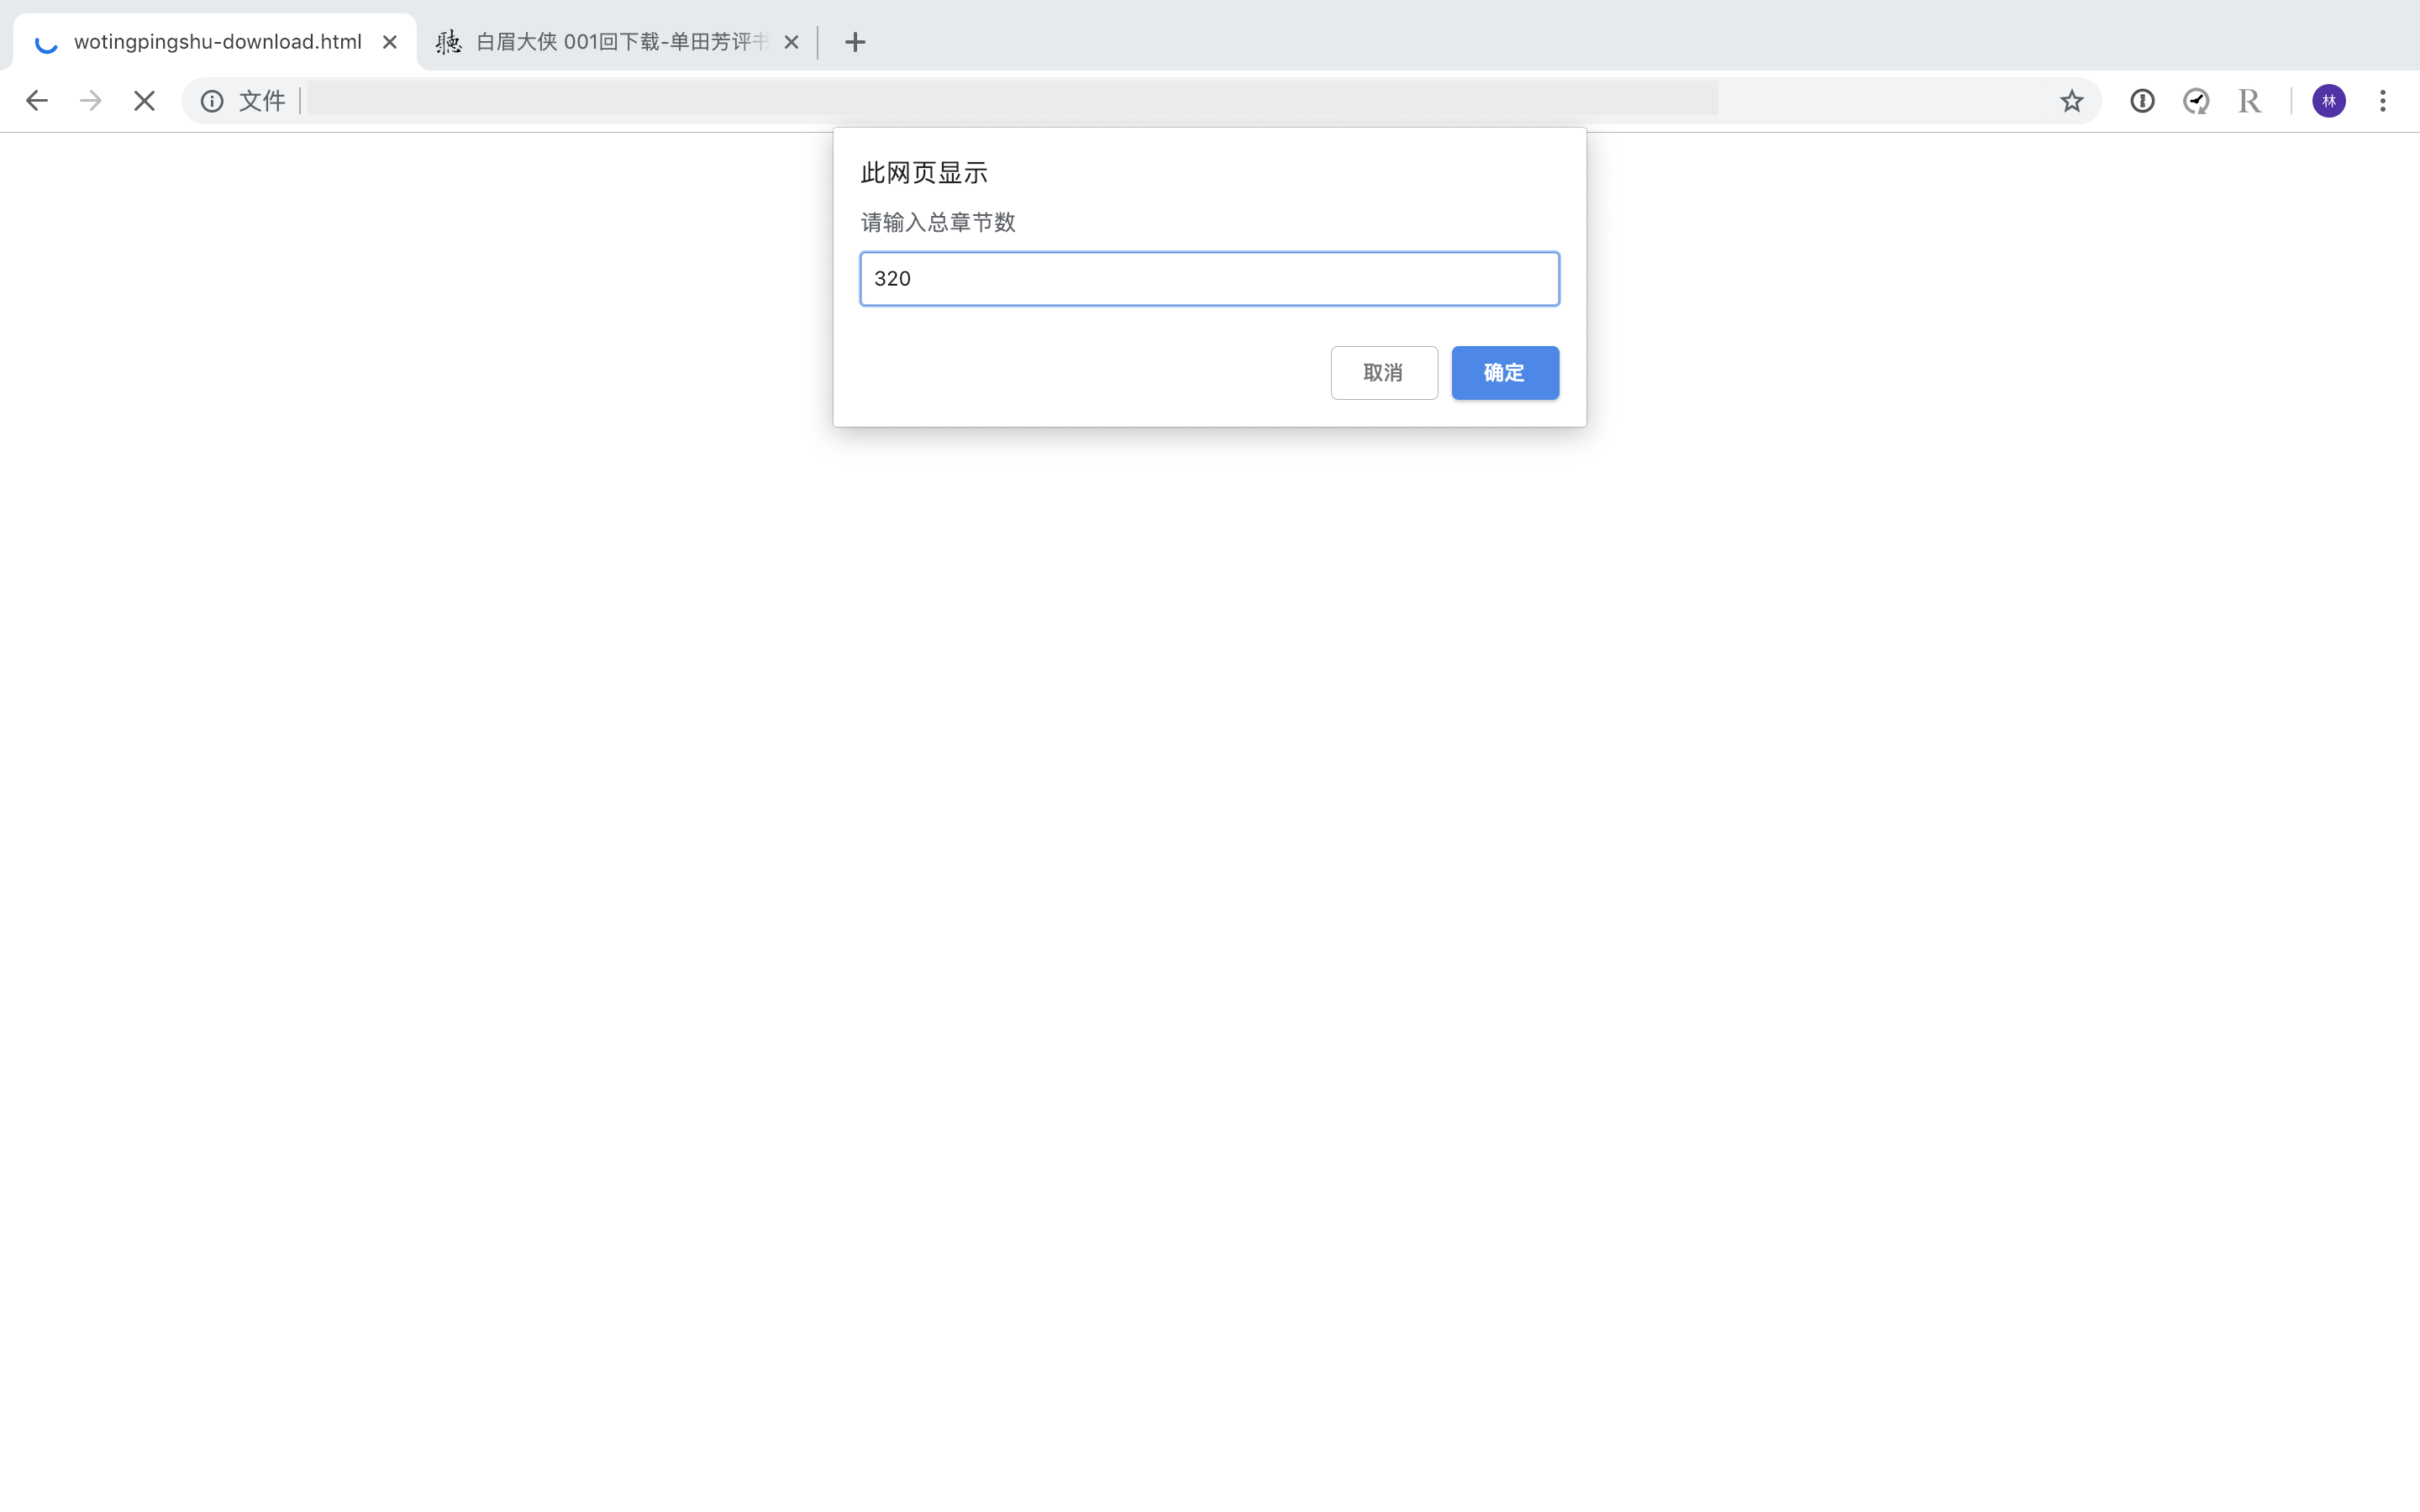 wotingpingshu-download.html
聽 白眉大侠 001回下载-单田芳评书
文件
R
林
此网页显示
请输入总章节数
320
取消
确定